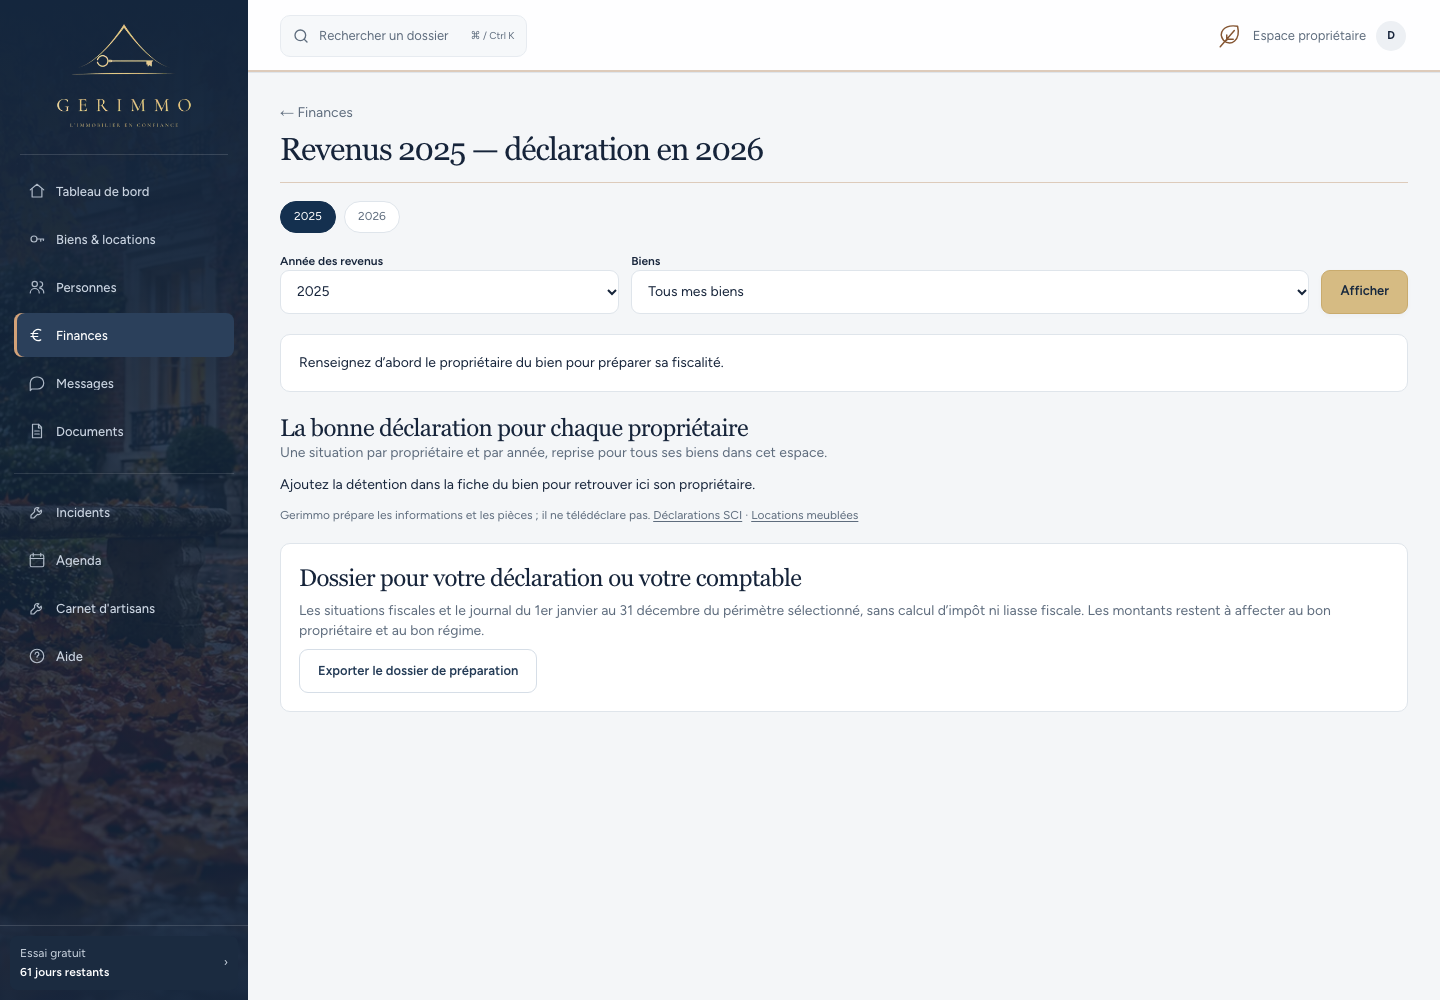 GERIMMO
L'IMMOBILIER EN CONFIANCE
Tableau de bord
Biens & locations
Personnes
Finances
Messages
Documents
Incidents
Agenda
Carnet d'artisans
Aide
Essai gratuit
61 jours restants
›
Rechercher un dossier
⌘ / Ctrl K
Espace propriétaire
D
← Finances
Revenus 2025 — déclaration en 2026
2025
2026
Année des revenus
Biens
2025
Tous mes biens
Afficher
Renseignez d’abord le propriétaire du bien pour préparer sa fiscalité.
La bonne déclaration pour chaque propriétaire
Une situation par propriétaire et par année, reprise pour tous ses biens dans cet espace.
Ajoutez la détention dans la fiche du bien pour retrouver ici son propriétaire.
Gerimmo prépare les informations et les pièces ; il ne télédéclare pas. Déclarations SCI · Locations meublées
Dossier pour votre déclaration ou votre comptable
Les situations fiscales et le journal du 1er janvier au 31 décembre du périmètre sélectionné, sans calcul d’impôt ni liasse fiscale. Les montants restent à affecter au bon
propriétaire et au bon régime.
Exporter le dossier de préparation